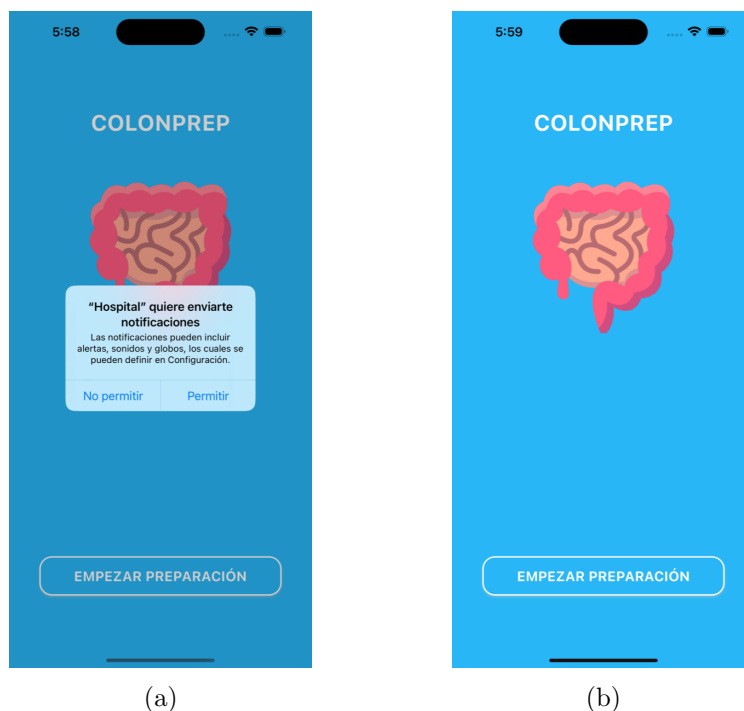 5:58
COLONPREP
“Hospital” quiere enviarte
notificaciones
Las notificaciones pueden incluir
alertas, sonidos y globos, los cuales se
pueden definir en Configuración.
No permitir
Permitir
EMPEZAR PREPARACIÓN
(a)
5:59
COLONPREP
EMPEZAR PREPARACIÓN
(b)